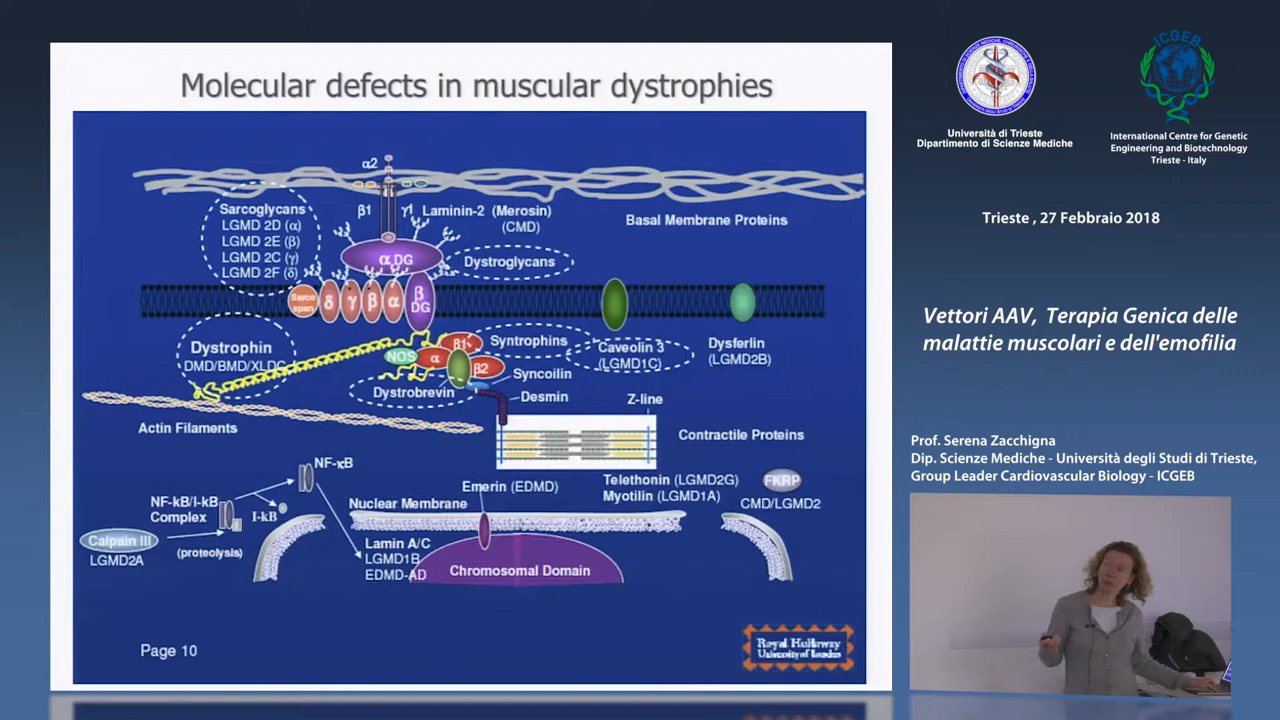 Molecular defects in muscular dystrophies
α2
Sarcoglycans
LGMD 2D (α)
LGMD 2E (β)
LGMD 2C (γ)
LGMD 2F (δ)
β1
γ1
Laminin-2 (Merosin)
(CMD)
Basal Membrane Proteins
α DG
Dystroglycans
Sarco
span
δ
γ
β
α
β
DG
Dystrophin
DMD/BMD/XLDC
NOS
α
β1
β2
Syntrophins
Caveolin 3
(LGMD1C)
Dysferlin
(LGMD2B)
Syncoilin
Dystrobrevin
Desmin
Z-line
Actin Filaments
Contractile Proteins
NF-κB
NF-kB/I-kB
Complex
I-kB
Emerin (EDMD)
Telethonin (LGMD2G)
Myotilin (LGMD1A)
FKRP
CMD/LGMD2
Nuclear Membrane
Calpain III
LGMD2A
(proteolysis)
Lamin A/C
LGMD1B
EDMD-AD
Chromosomal Domain
Page 10
Royal Holloway
University of London
ICGEB
Università di Trieste
Dipartimento di Scienze Mediche
International Centre for Genetic
Engineering and Biotechnology
Trieste - Italy
Trieste , 27 Febbraio 2018
Vettori AAV, Terapia Genica delle
malattie muscolari e dell'emofilia
Prof. Serena Zacchigna
Dip. Scienze Mediche - Università degli Studi di Trieste,
Group Leader Cardiovascular Biology - ICGEB